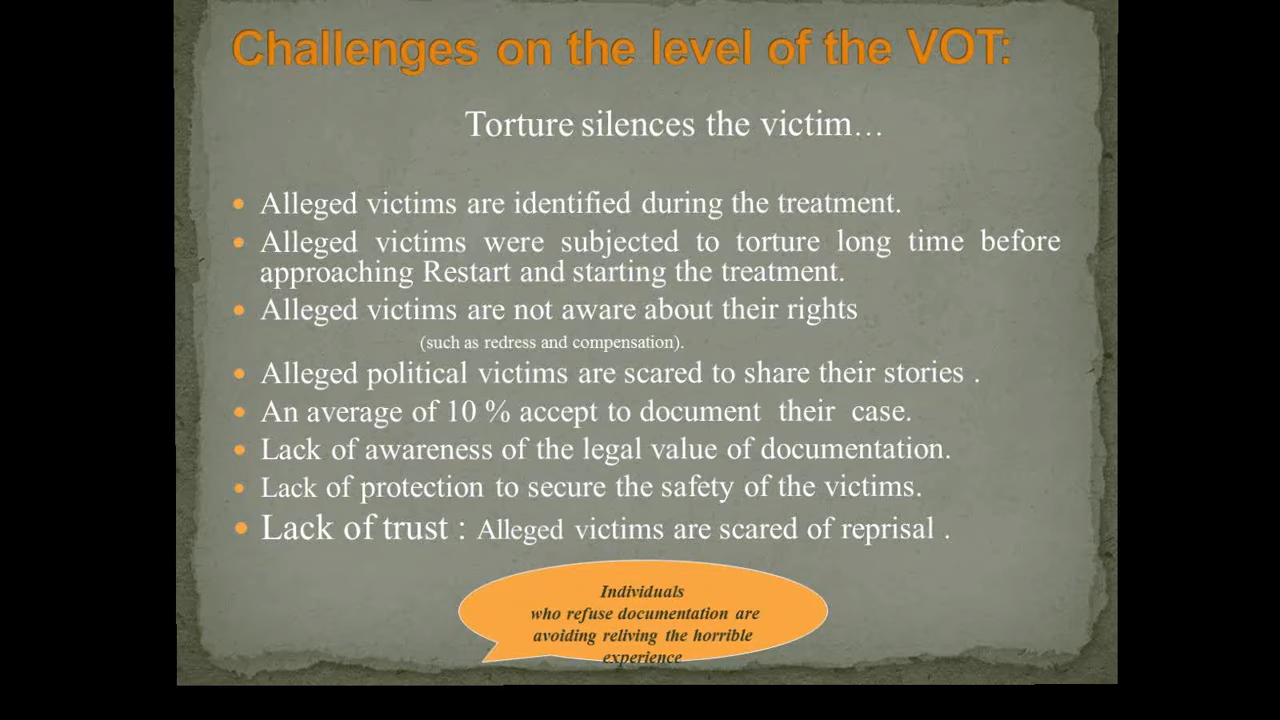 Challenges on the level of the VOT:
Torture silences the victim…
• Alleged victims are identified during the treatment.
• Alleged victims were subjected to torture long time before
approaching Restart and starting the treatment.
• Alleged victims are not aware about their rights
(such as redress and compensation).
• Alleged political victims are scared to share their stories .
• An average of 10 % accept to document their case.
• Lack of awareness of the legal value of documentation.
• Lack of protection to secure the safety of the victims.
• Lack of trust : Alleged victims are scared of reprisal .
Individuals
who refuse documentation are
avoiding reliving the horrible
experience